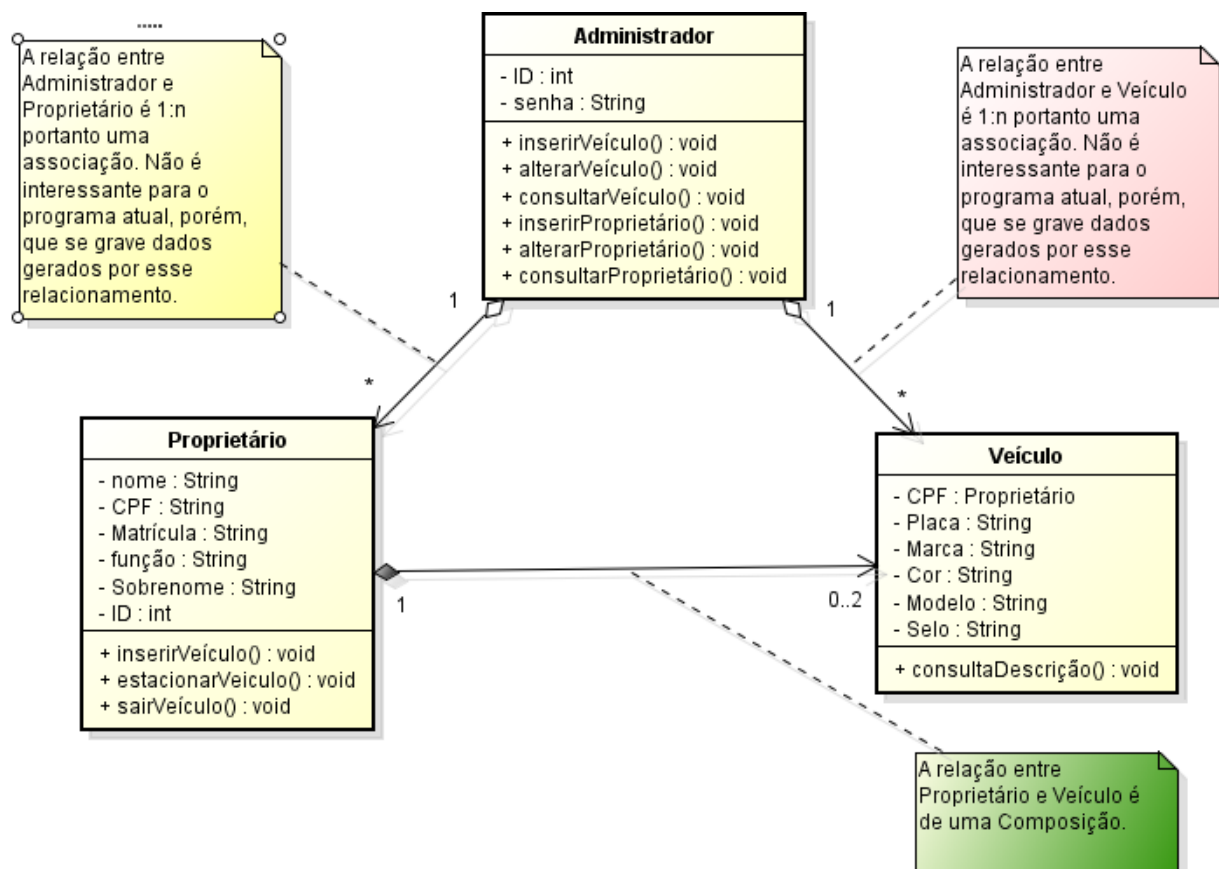 A relação entre
Administrador e
Proprietário é 1:n
portanto uma
associação. Não é
interessante para o
programa atual, porém,
que se grave dados
gerados por esse
relacionamento.
Administrador
- ID : int
- senha : String
+ inserirVeículo() : void
+ alterarVeículo() : void
+ consultarVeículo() : void
+ inserirProprietário() : void
+ alterarProprietário() : void
+ consultarProprietário() : void
A relação entre
Administrador e Veículo
é 1:n portanto uma
associação. Não é
interessante para o
programa atual, porém,
que se grave dados
gerados por esse
relacionamento.
1
1
*
*
Proprietário
- nome : String
- CPF : String
- Matrícula : String
- função : String
- Sobrenome : String
- ID : int
+ inserirVeículo() : void
+ estacionarVeiculo() : void
+ sairVeículo() : void
1
0..2
Veículo
- CPF : Proprietário
- Placa : String
- Marca : String
- Cor : String
- Modelo : String
- Selo : String
+ consultaDescrição() : void
A relação entre
Proprietário e Veículo é
de uma Composição.